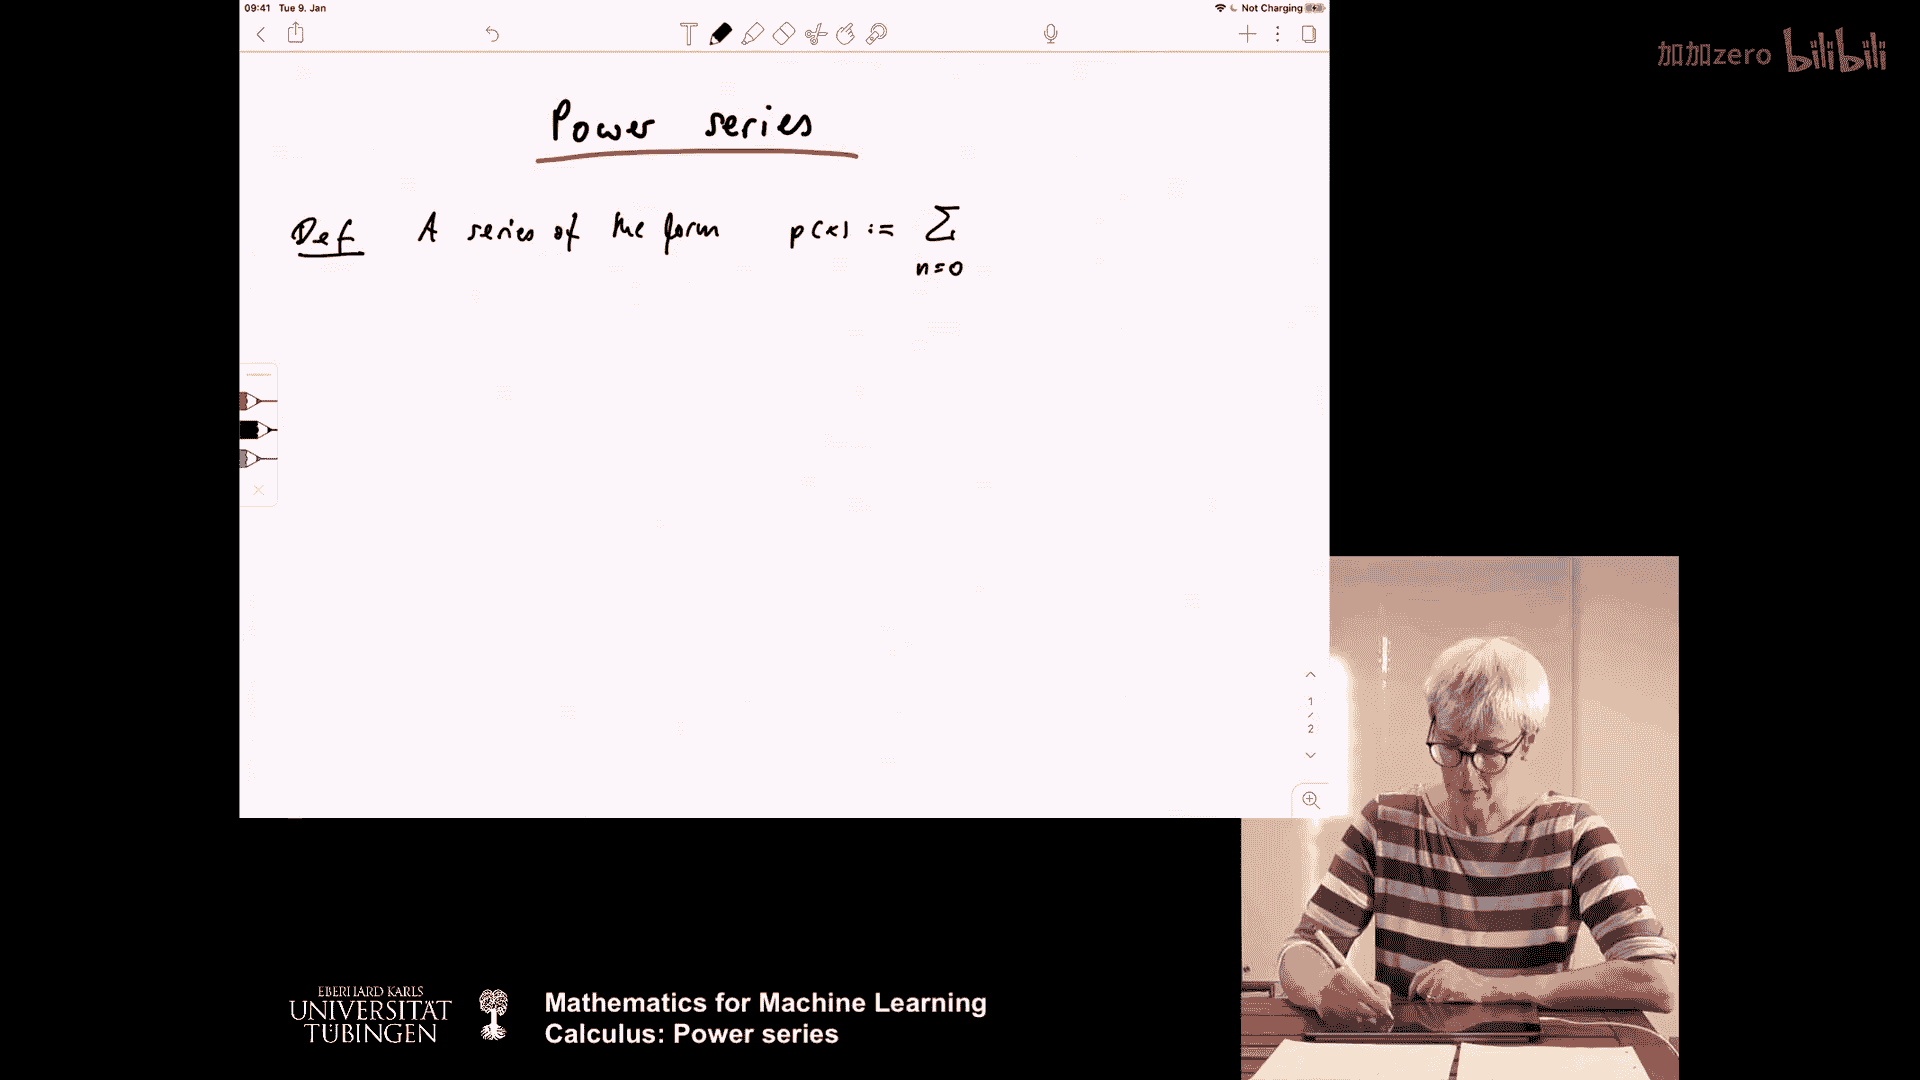 09:41 Tue 9. Jan
Not Charging
加加zero bilibili
Power series
Def A series of the form p(x) := Σ
n=0
1
/
2
EBERHARD KARLS
UNIVERSITÄT
TÜBINGEN
Mathematics for Machine Learning
Calculus: Power series